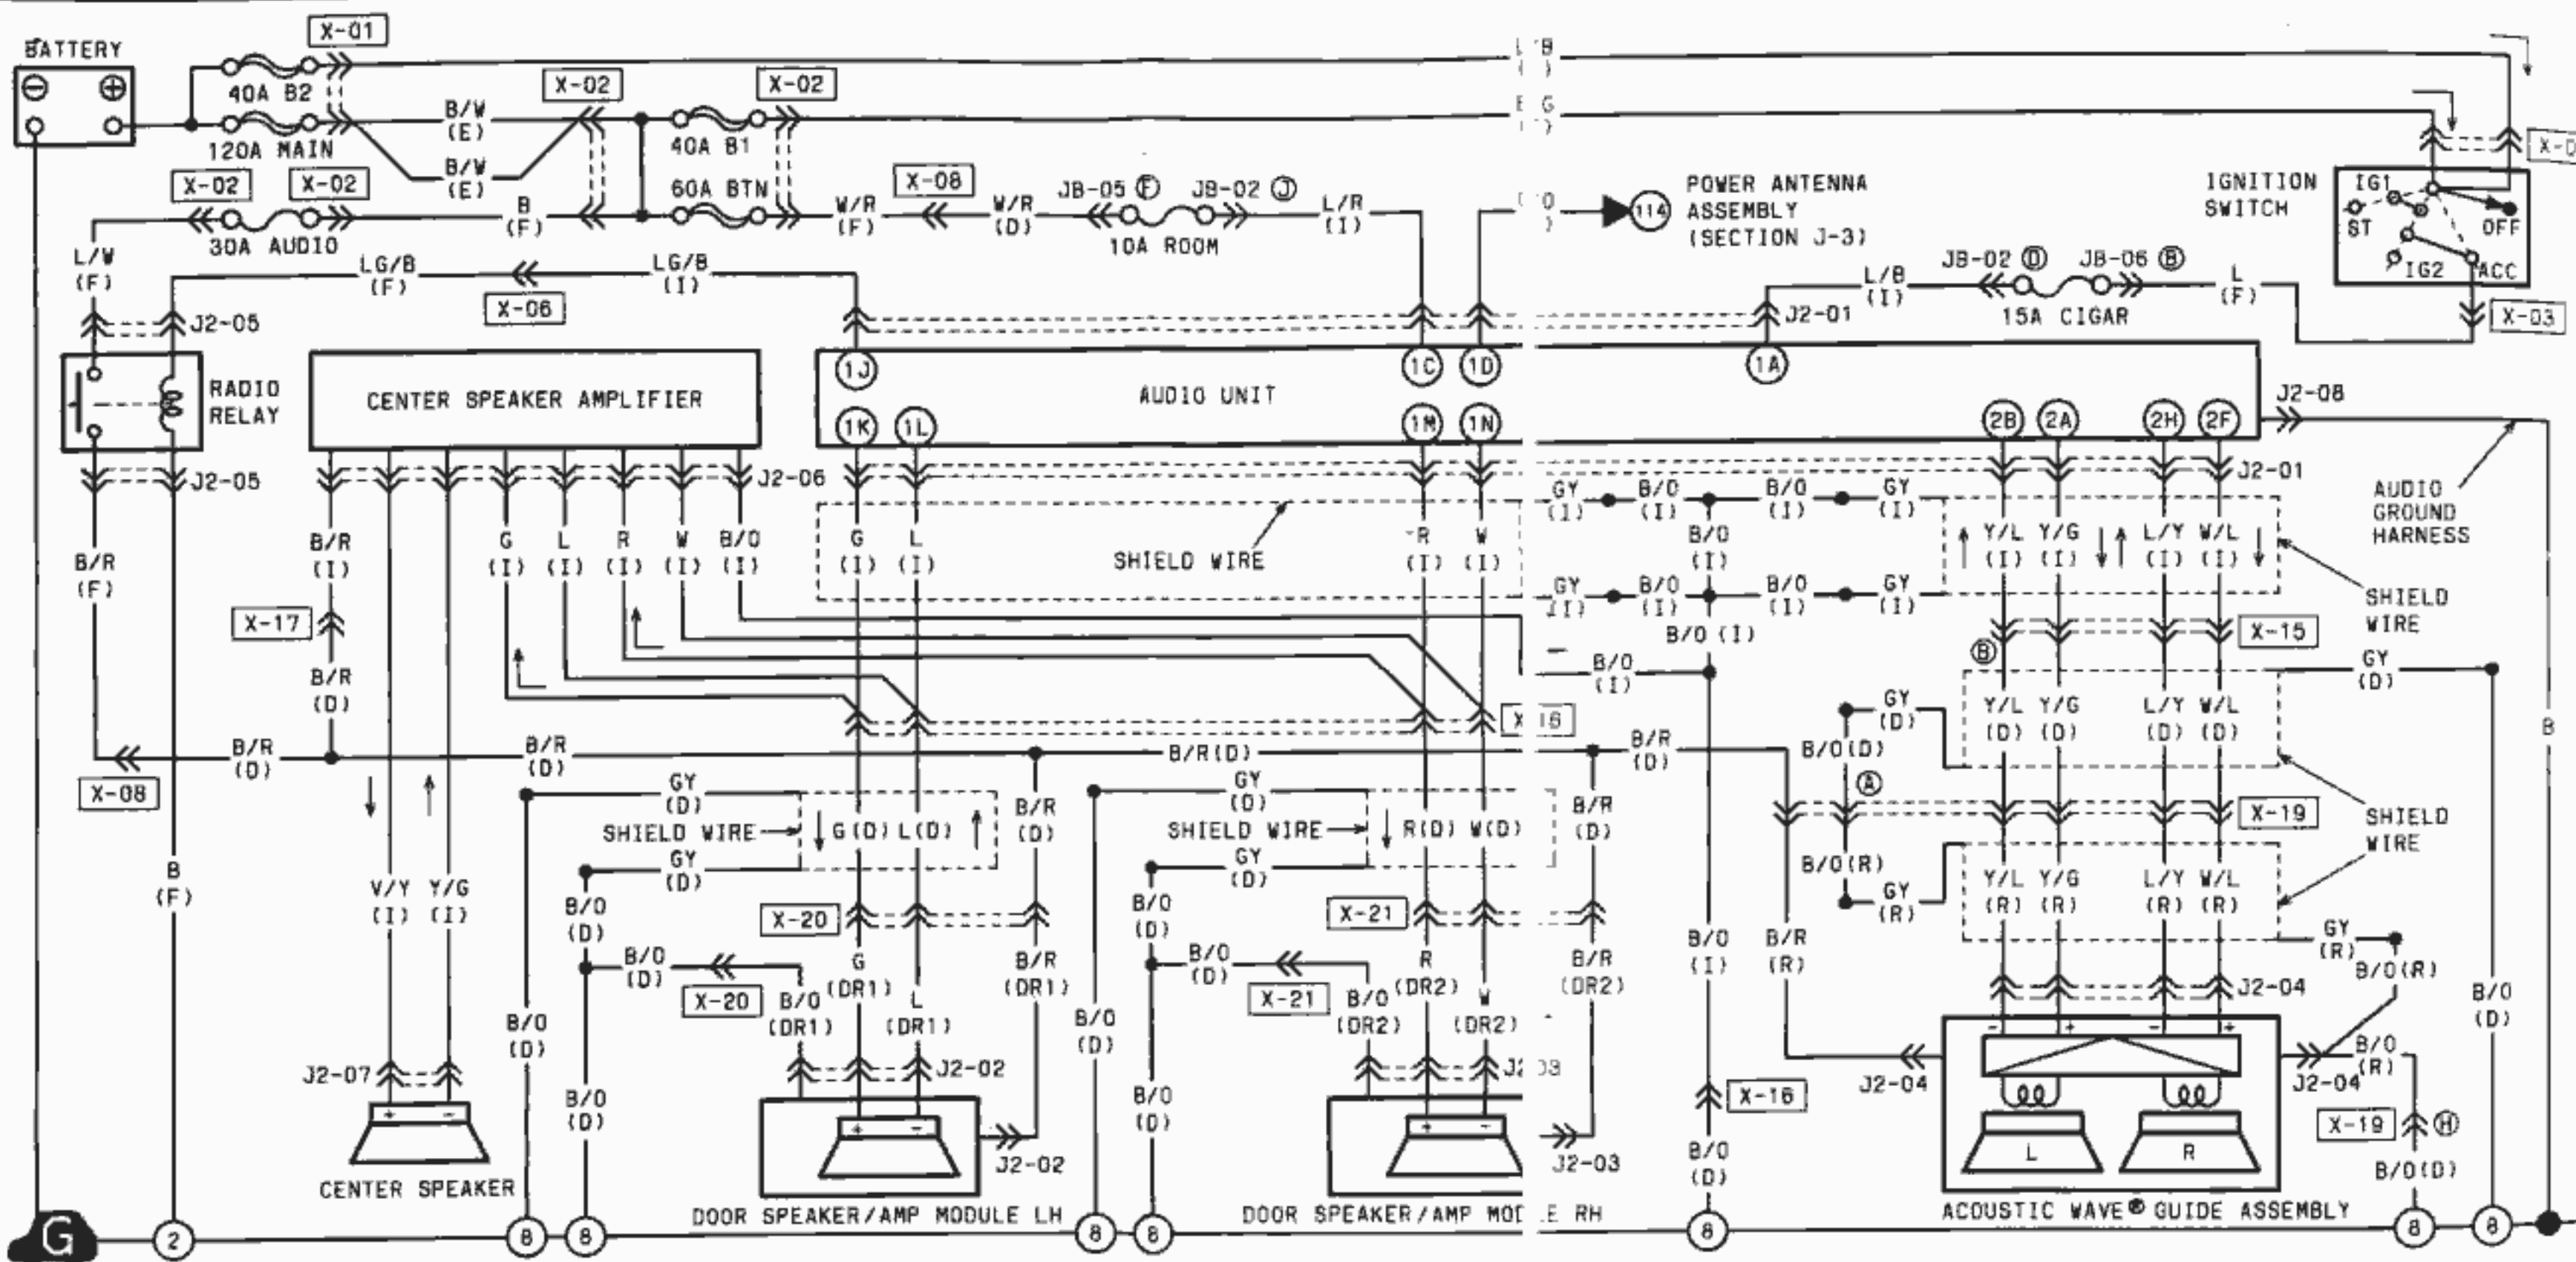 BATTERY
X-01
40A B2
120A MAIN
B/W
(E)
B/W
(E)
X-02
X-02
40A B1
60A BTN
X-02
X-02
30A AUDIO
B
(F)
W/R
(F)
X-08
W/R
(D)
JB-05 Ⓕ
JB-02 Ⓙ
10A ROOM
L/R
(I)
114
POWER ANTENNA
ASSEMBLY
(SECTION J-3)
IGNITION
SWITCH
IG1
ST
OFF
IG2
ACC
X-03
L/W
(F)
LG/B
(F)
X-06
LG/B
(I)
J2-05
J2-01
L/B
(I)
JB-02 Ⓓ
JB-06 Ⓑ
15A CIGAR
L
(F)
RADIO
RELAY
J2-05
CENTER SPEAKER AMPLIFIER
J2-06
AUDIO UNIT
1J
1C
1D
1A
1K
1L
1M
1N
2B
2A
2H
2F
J2-08
J2-01
AUDIO
GROUND
HARNESS
B/R
(F)
B/R
(I)
G
(I)
L
(I)
R
(I)
W
(I)
B/O
(I)
G
(I)
L
(I)
SHIELD WIRE
R
(I)
W
(I)
GY
(I)
B/O
(I)
B/O
(I)
GY
(I)
B/O
(I)
GY
(I)
B/O
(I)
B/O
(I)
GY
(I)
B/O (I)
B/O
(I)
Y/L
(I)
Y/G
(I)
L/Y
(I)
W/L
(I)
SHIELD
WIRE
X-15
X-17
B/R
(D)
X-08
B/R
(D)
B/R
(D)
B/R(D)
B/R
(D)
Ⓑ
GY
(D)
GY
(D)
B/O(D)
Ⓐ
Y/L
(D)
Y/G
(D)
L/Y
(D)
W/L
(D)
B
X-19
SHIELD
WIRE
B/O(R)
GY
(R)
Y/L
(R)
Y/G
(R)
L/Y
(R)
W/L
(R)
GY
(R)
B/O(R)
B
(F)
V/Y
(I)
Y/G
(I)
GY
(D)
SHIELD WIRE
GY
(D)
G(D)
L(D)
B/R
(D)
GY
(D)
SHIELD WIRE
GY
(D)
R(D)
W(D)
B/R
(D)
B/O
(D)
X-20
B/O
(D)
X-20
B/O
(DR1)
G
(DR1)
L
(DR1)
B/R
(DR1)
B/O
(D)
X-21
B/O
(D)
X-21
B/O
(DR2)
R
(DR2)
W
(DR2)
B/R
(DR2)
B/O
(I)
B/R
(R)
J2-04
B/O
(D)
B/O
(D)
B/O
(D)
B/O
(D)
B/O
(D)
J2-07
J2-02
J2-02
J2-03
X-16
B/O
(D)
J2-04
J2-04
B/O
(R)
X-19
Ⓗ
B/O(D)
+
-
CENTER SPEAKER
+
-
DOOR SPEAKER/AMP MODULE LH
+
-
DOOR SPEAKER/AMP
RH
-
+
-
+
L
R
ACOUSTIC WAVE® GUIDE ASSEMBLY
G
2
8
8
8
8
8
8
8